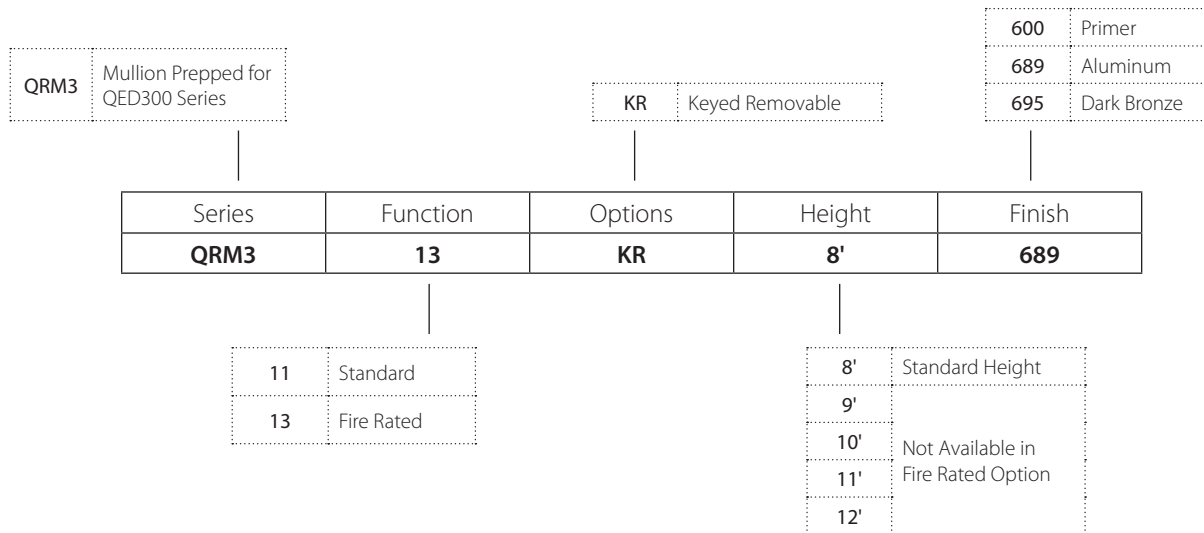 600 Primer
689 Aluminum
695 Dark Bronze
QRM3 Mullion Prepped for
QED300 Series
KR Keyed Removable
Series Function Options Height Finish
QRM3 13 KR 8' 689
11 Standard
13 Fire Rated
8' Standard Height
9'
10'
11'
12'
Not Available in
Fire Rated Option